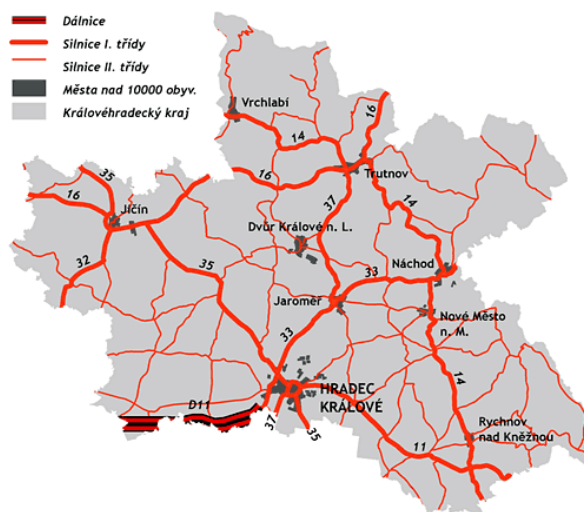 Dálnice
Silnice I. třídy
Silnice II. třídy
Města nad 10000 obyv.
Královéhradecký kraj
Vrchlabí
16
14
35
16
Trutnov
16
Jičín
37
14
Dvůr Králové n. L.
32
35
33
Náchod
Jaroměř
33
Nové Město
n. M.
14
HRADEC
KRÁLOVÉ
D11
37
35
11
Rychnov
nad Kněžnou